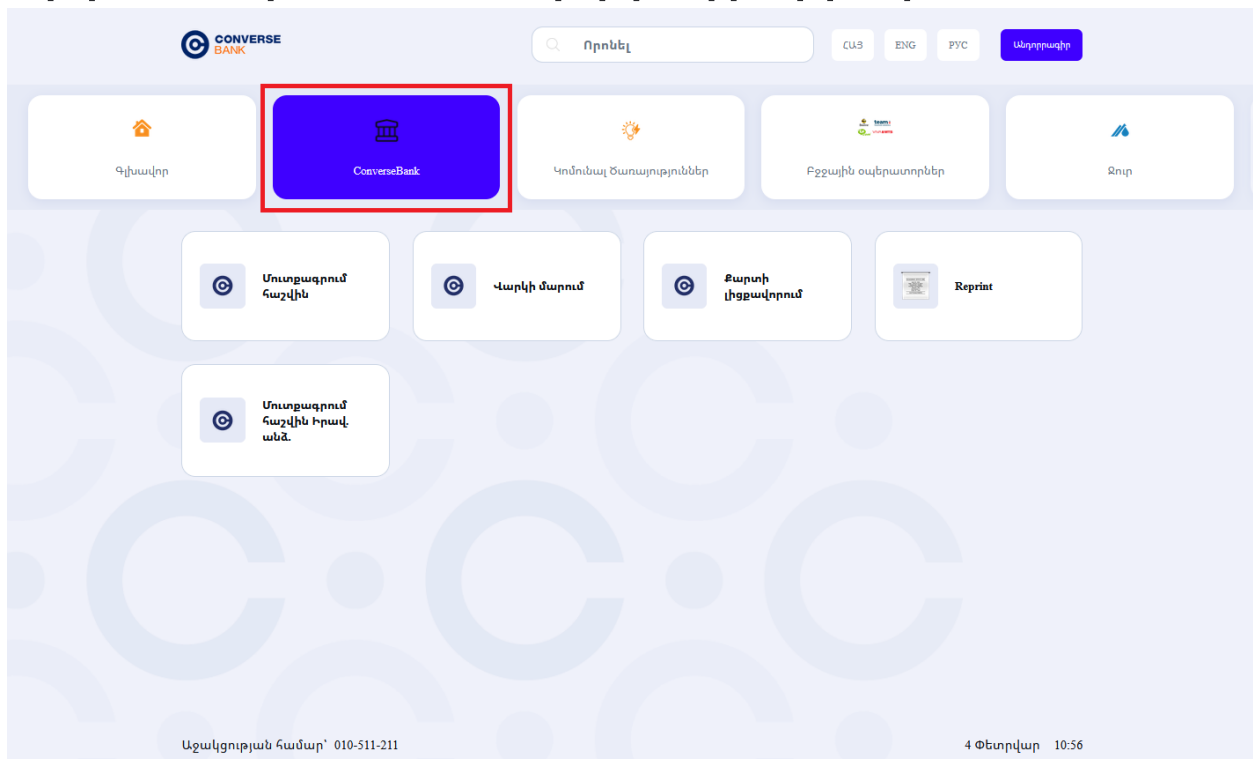 CONVERSE
BANK
Որոնել
ՀԱՅ
ENG
РУС
Անդորրագիր
Գլխավոր
ConverseBank
Կոմունալ Ծառայություններ
Բջջային օպերատորներ
Ջուր
Մուտքագրում
հաշվին
Վարկի մարում
Քարտի
լիցքավորում
Reprint
Մուտքագրում
հաշվին Իրավ.
անձ.
Աջակցության համար՝ 010-511-211
4 Փետրվար 10:56